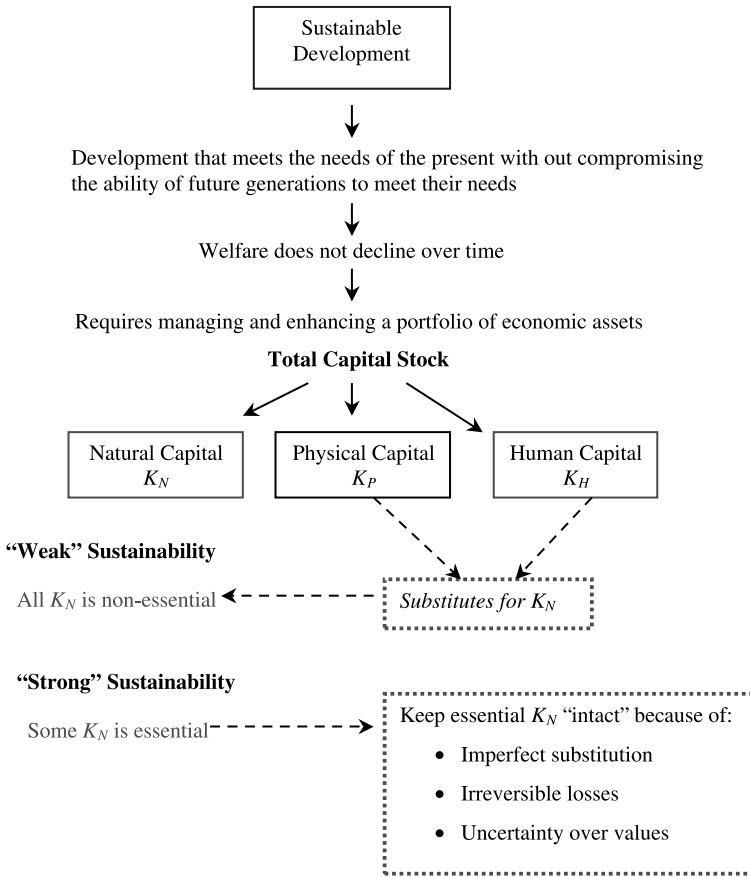 Sustainable
Development
Development that meets the needs of the present with out compromising
the ability of future generations to meet their needs
Welfare does not decline over time
Requires managing and enhancing a portfolio of economic assets
Total Capital Stock
Natural Capital
K_N
Physical Capital
K_P
Human Capital
K_H
“Weak” Sustainability
All K_N is non-essential
Substitutes for K_N
“Strong” Sustainability
Some K_N is essential
Keep essential K_N “intact” because of:
• Imperfect substitution
• Irreversible losses
• Uncertainty over values